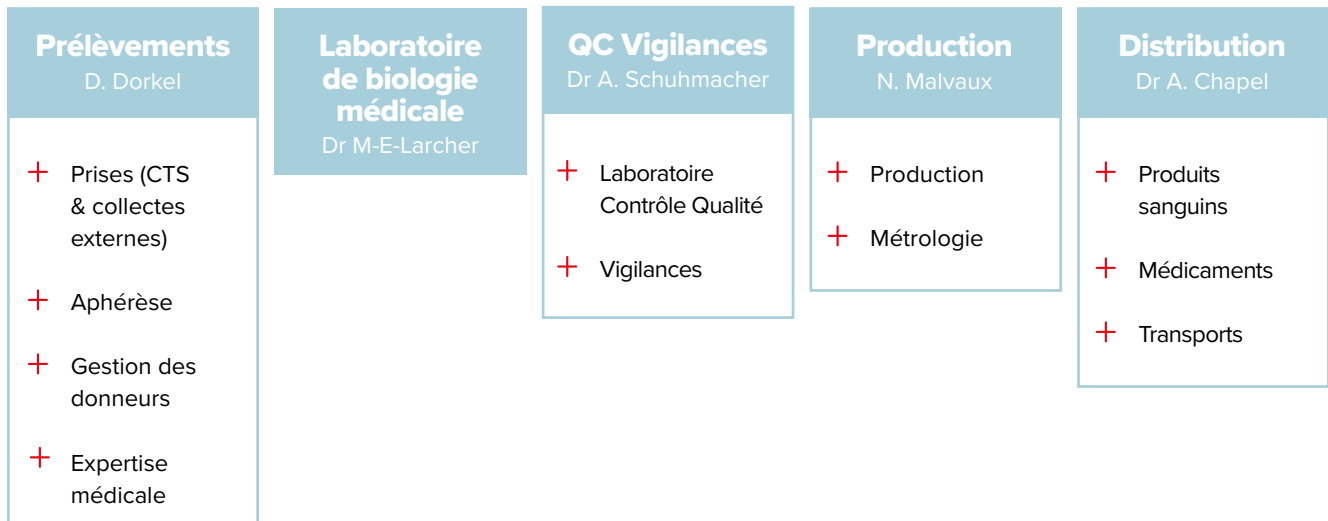 Prélèvements
D. Dorkel
Prises (CTS
& collectes
externes)
Aphérèse
Gestion des
donneurs
Expertise
médicale
Laboratoire
de biologie
médicale
Dr M-E-Larcher
QC Vigilances
Dr A. Schuhmacher
Laboratoire
Contrôle Qualité
Vigilances
Production
N. Malvaux
Production
Métrologie
Distribution
Dr A. Chapel
Produits
sanguins
Médicaments
Transports